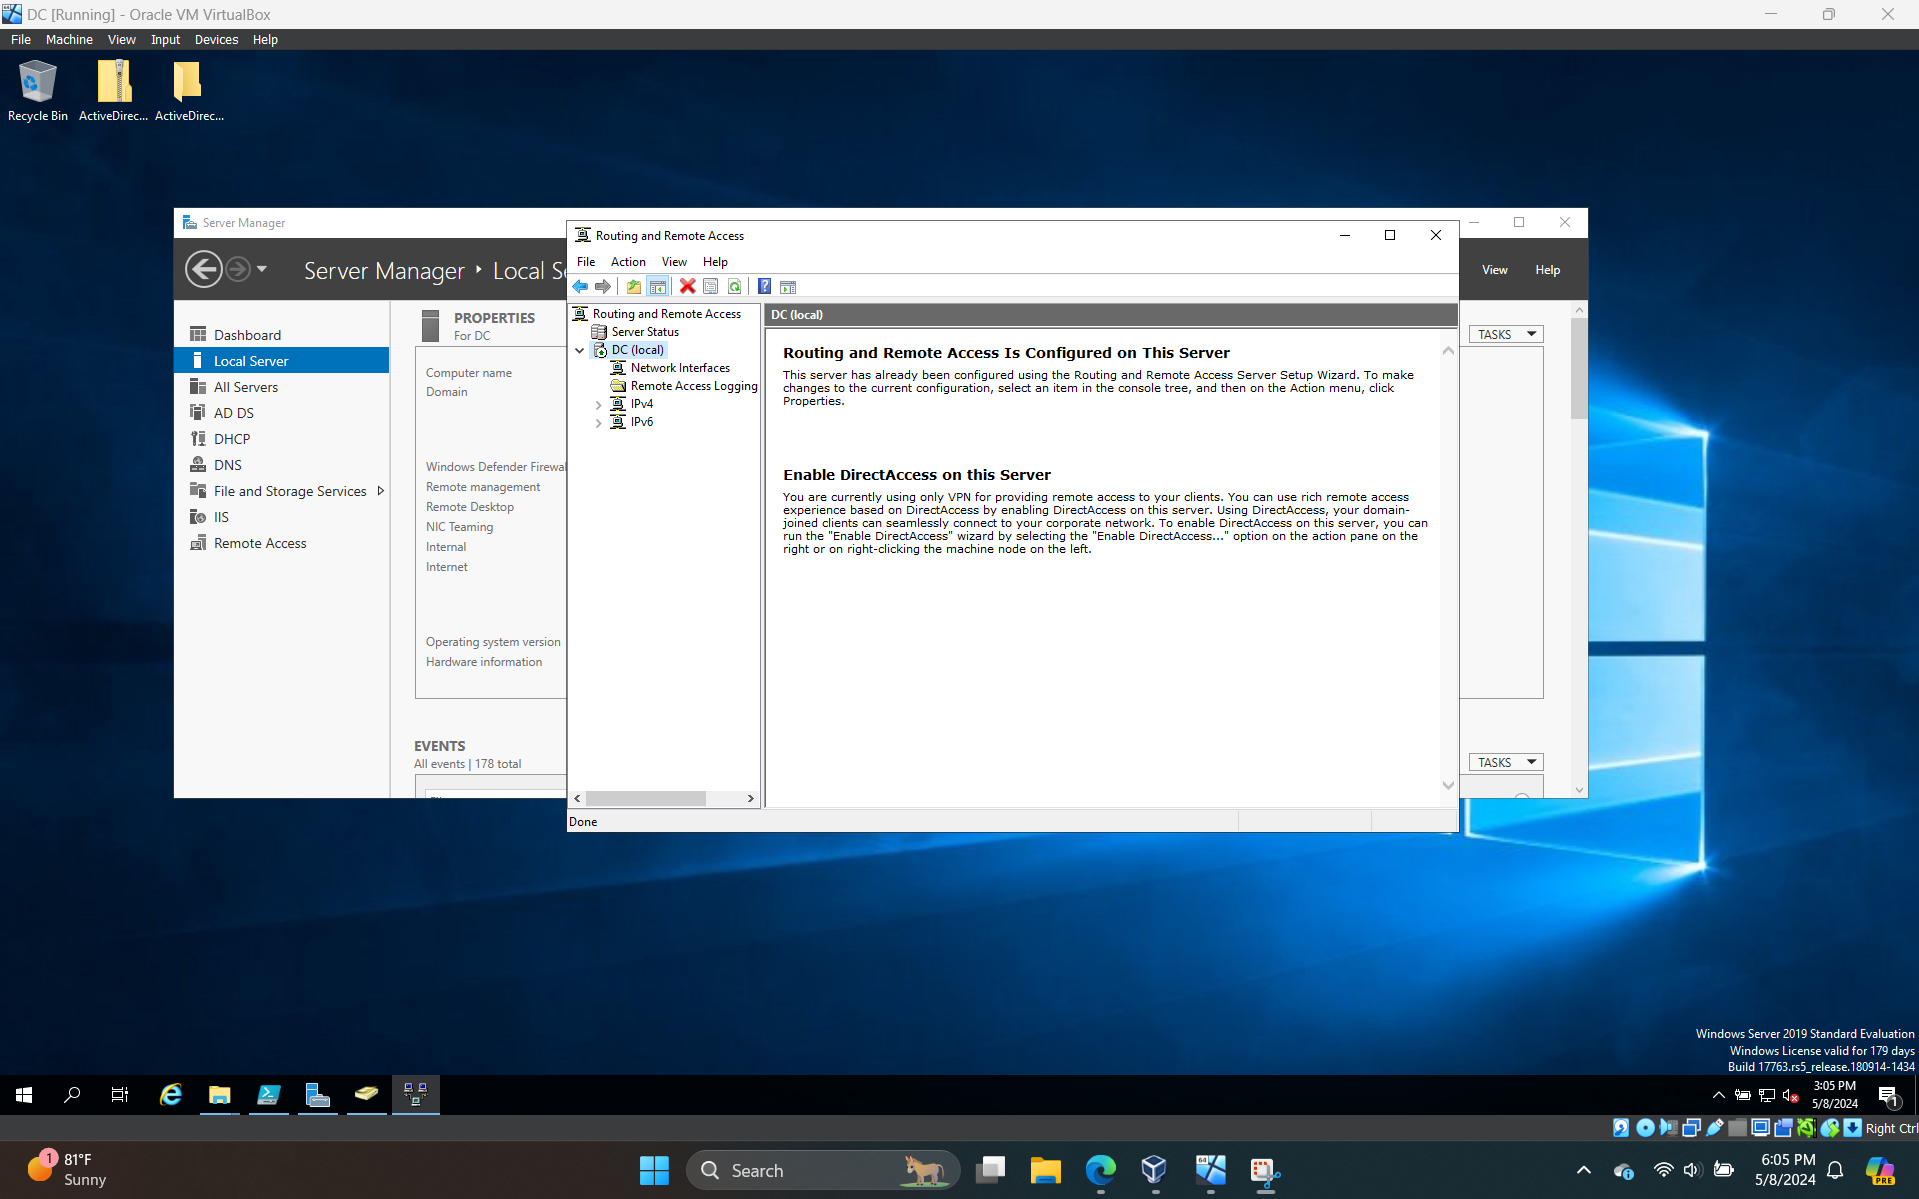 DC [Running] - Oracle VM VirtualBox
File Machine View Input Devices Help
Recycle Bin
ActiveDirec...
ActiveDirec...
Server Manager
Server Manager
Local Se
View
Help
Dashboard
Local Server
All Servers
AD DS
DHCP
DNS
File and Storage Services
IIS
Remote Access
PROPERTIES
For DC
TASKS
Computer name
Domain
Windows Defender Firewal
Remote management
Remote Desktop
NIC Teaming
Internal
Internet
Operating system version
Hardware information
EVENTS
All events | 178 total
TASKS
Routing and Remote Access
File Action View Help
Routing and Remote Access
Server Status
DC (local)
Network Interfaces
Remote Access Logging
IPv4
IPv6
DC (local)
Routing and Remote Access Is Configured on This Server
This server has already been configured using the Routing and Remote Access Server Setup Wizard. To make
changes to the current configuration, select an item in the console tree, and then on the Action menu, click
Properties.
Enable DirectAccess on this Server
You are currently using only VPN for providing remote access to your clients. You can use rich remote access
experience based on DirectAccess by enabling DirectAccess on this server. Using DirectAccess, your domain-
joined clients can seamlessly connect to your corporate network. To enable DirectAccess on this server, you can
run the "Enable DirectAccess" wizard by selecting the "Enable DirectAccess..." option on the action pane on the
right or on right-clicking the machine node on the left.
Done
Windows Server 2019 Standard Evaluation
Windows License valid for 179 days
Build 17763.rs5_release.180914-1434
3:05 PM
5/8/2024
1
Right Ctrl
1
81°F
Sunny
Search
64
PRE
6:05 PM
5/8/2024